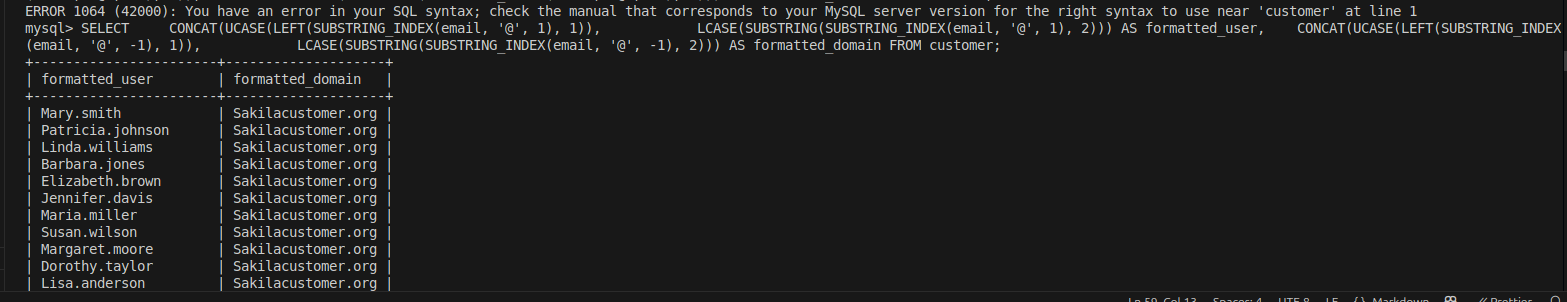 ERROR 1064 (42000): You have an error in your SQL syntax; check the manual that corresponds to your MySQL server version for the right syntax to use near 'customer' at line 1
mysql> SELECT     CONCAT(UCASE(LEFT(SUBSTRING_INDEX(email, '@', 1), 1)),            LCASE(SUBSTRING(SUBSTRING_INDEX(email, '@', 1), 2))) AS formatted_user,    CONCAT(UCASE(LEFT(SUBSTRING_INDEX
(email, '@', -1), 1)),            LCASE(SUBSTRING(SUBSTRING_INDEX(email, '@', -1), 2))) AS formatted_domain FROM customer;
+-----------------------+-------------------+
| formatted_user        | formatted_domain  |
+-----------------------+-------------------+
| Mary.smith            | Sakilacustomer.org |
| Patricia.johnson      | Sakilacustomer.org |
| Linda.williams        | Sakilacustomer.org |
| Barbara.jones         | Sakilacustomer.org |
| Elizabeth.brown       | Sakilacustomer.org |
| Jennifer.davis        | Sakilacustomer.org |
| Maria.miller          | Sakilacustomer.org |
| Susan.wilson          | Sakilacustomer.org |
| Margaret.moore        | Sakilacustomer.org |
| Dorothy.taylor        | Sakilacustomer.org |
| Lisa.anderson         | Sakilacustomer.org |
Ln 59, Col 13 Spaces: 4 UTF-8 LF {} Markdown Prettier